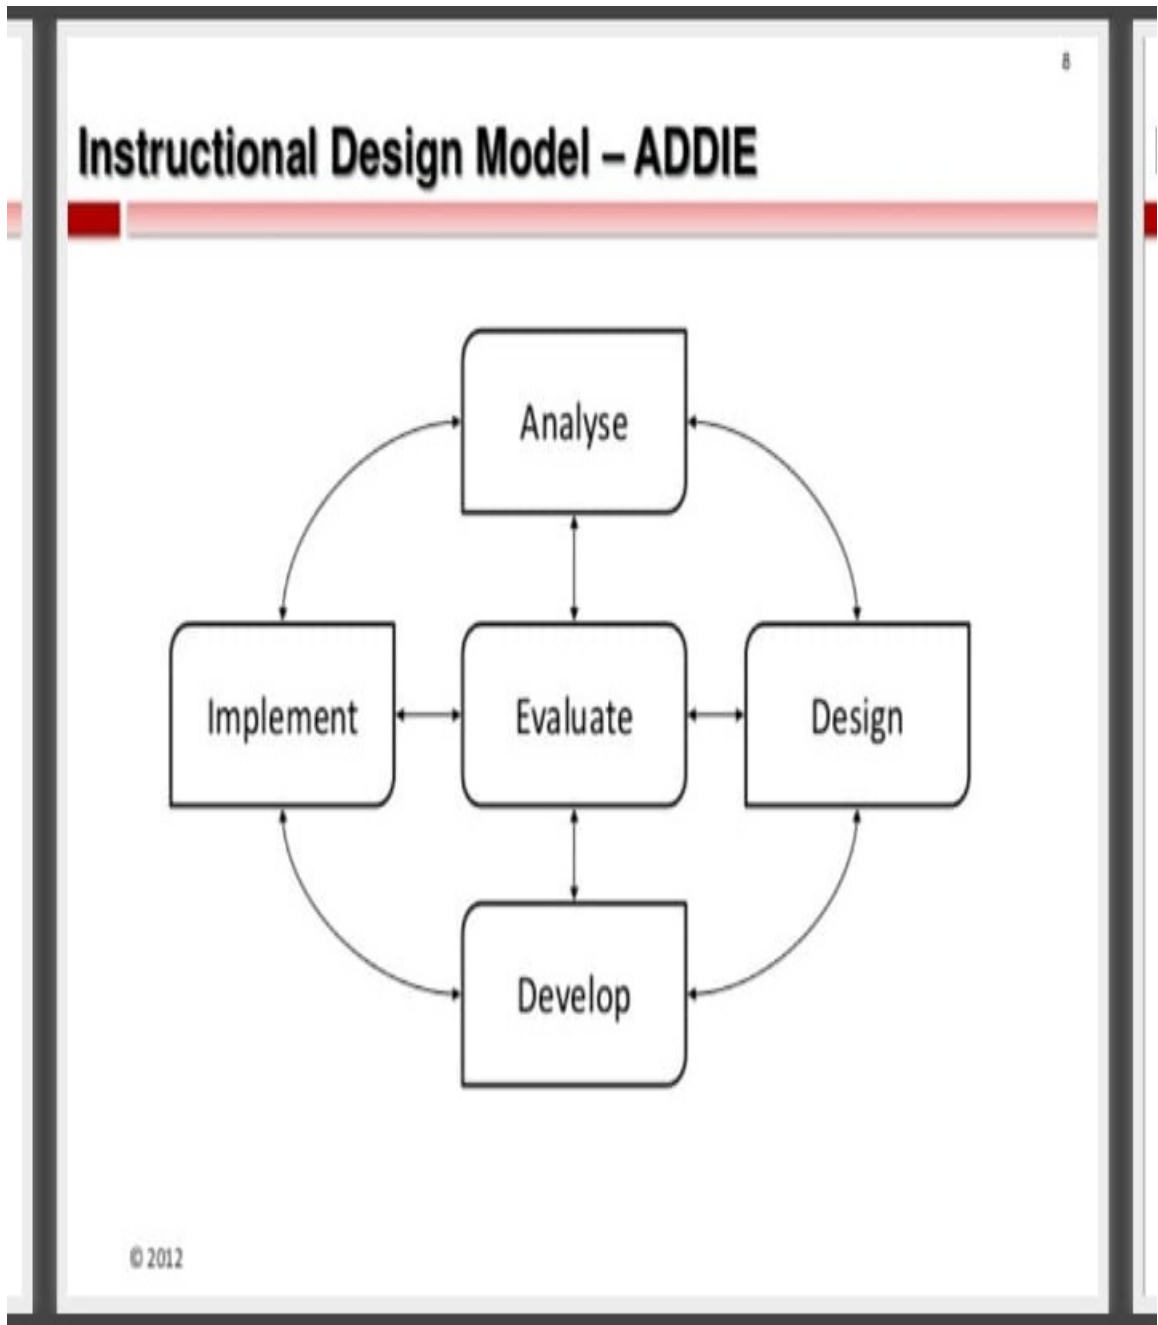 8
Instructional Design Model – ADDIE
Analyse
Implement
Evaluate
Design
Develop
© 2012